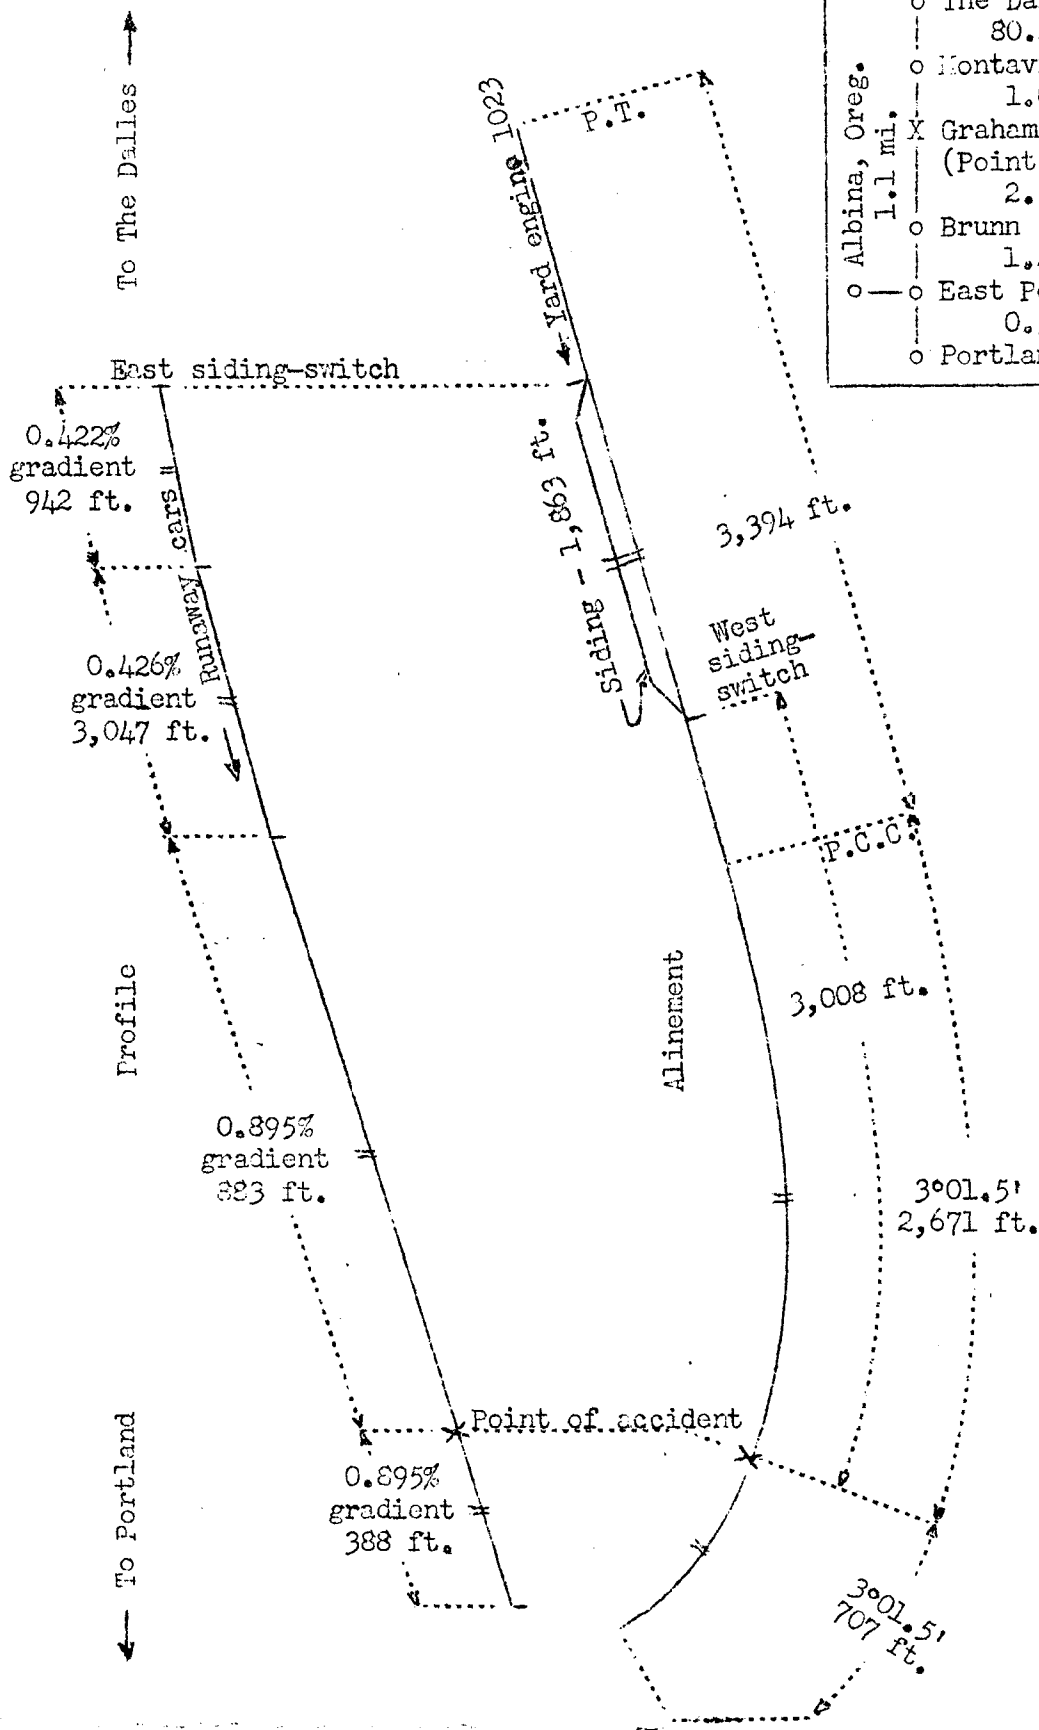 To The Dalles
The
80.
1.
Albina, Oreg.
1.1 mi.
X Graham
(Point
2.
Brunn
1.
East
0.
P.T.
Yard engine 1023
East siding-switch
0.422%
gradient
942 ft.
Runaway cars
0.426%
gradient
3,047 ft.
Siding - 1,863 ft.
3,394 ft.
West
siding-
switch
P.C.C.
Profile
Alinement
3,008 ft.
0.895%
gradient
883 ft.
3°01.5'
2,671 ft.
Point of accident
0.895%
gradient
388 ft.
To Portland
3°01.5'
707 ft.